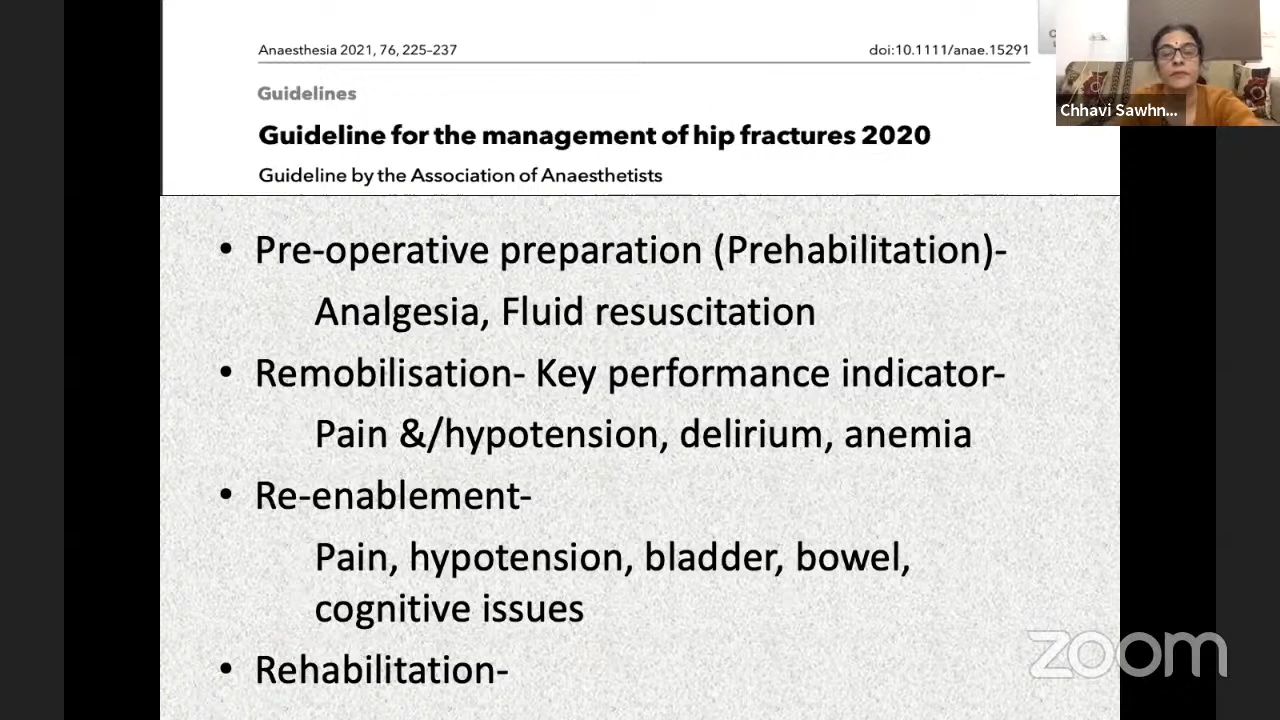 Anaesthesia 2021, 76, 225–237
doi:10.1111/anae.15291
Guidelines
Guideline for the management of hip fractures 2020
Guideline by the Association of Anaesthetists
Chhavi Sawhn...
• Pre-operative preparation (Prehabilitation)-
Analgesia, Fluid resuscitation
• Remobilisation- Key performance indicator-
Pain &/hypotension, delirium, anemia
• Re-enablement-
Pain, hypotension, bladder, bowel,
cognitive issues
• Rehabilitation-
zoom